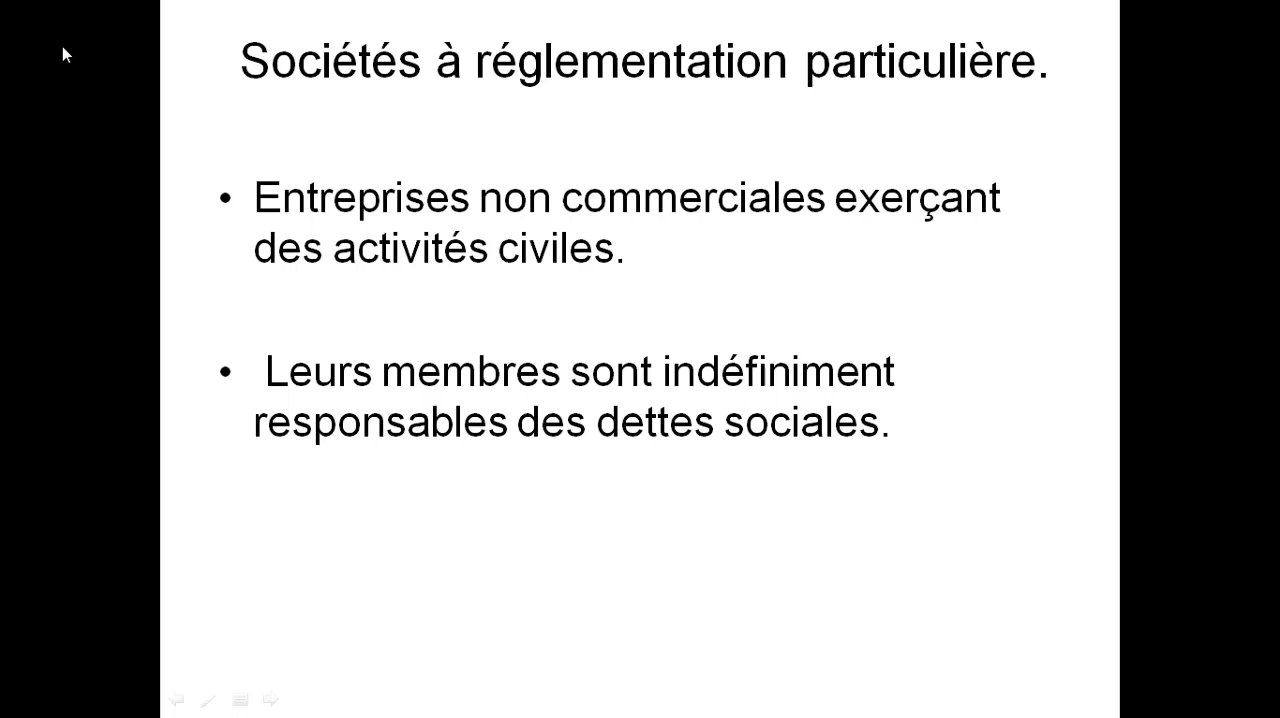 Sociétés à réglementation particulière.
• Entreprises non commerciales exerçant
des activités civiles.
• Leurs membres sont indéfiniment
responsables des dettes sociales.